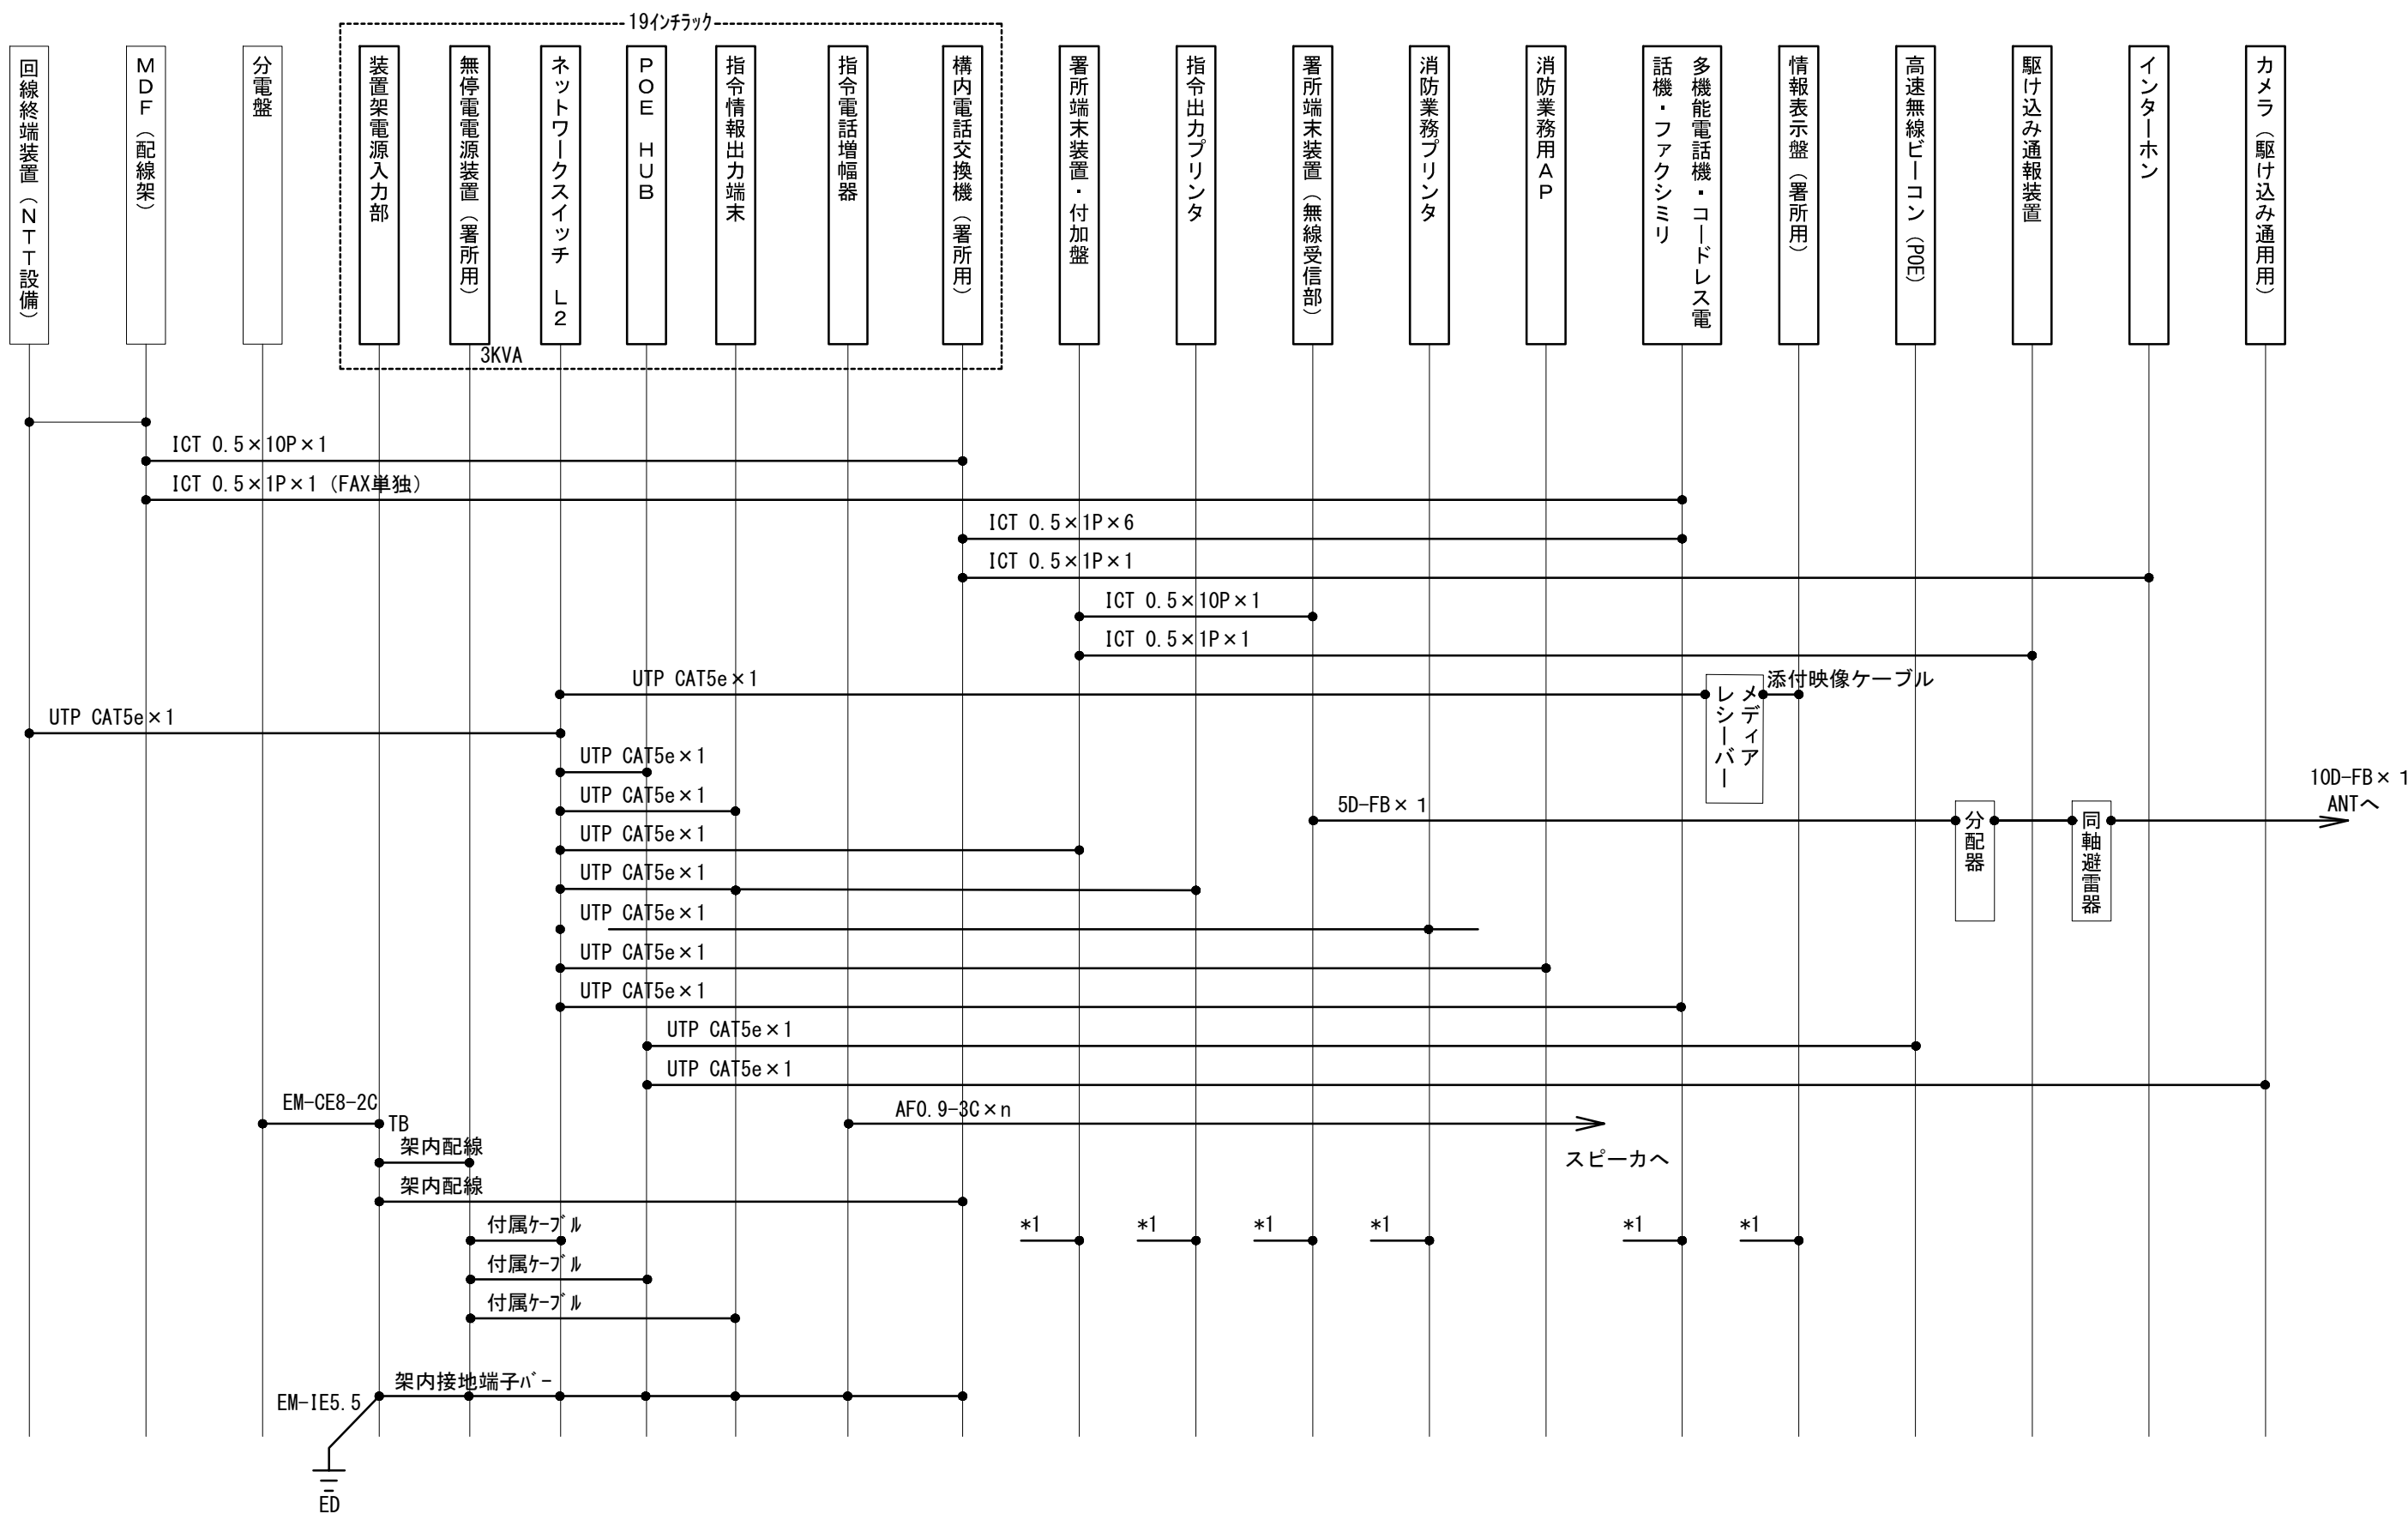 19インチラック
回線終端装置（ＮＴＴ設備）
ＭＤＦ（配線架）
分電盤
装置架電源入力部
無停電電源装置（署所用）
ネットワークスイッチ　Ｌ２
ＰＯＥ　ＨＵＢ
指令情報出力端末
指令電話増幅器
構内電話交換機（署所用）
署所端末装置・付加盤
指令出力プリンタ
署所端末装置（無線受信部）
消防業務プリンタ
消防業務用ＡＰ
多機能電話機・コードレス電
話機・ファクシミリ
情報表示盤（署所用）
高速無線ビーコン（POE）
駆け込み通報装置
インターホン
カメラ（駆け込み通用用）
3KVA
ICT 0.5×10P×1
ICT 0.5×1P×1（FAX単独）
ICT 0.5×1P×6
ICT 0.5×1P×1
ICT 0.5×10P×1
ICT 0.5×1P×1
UTP CAT5e×1
メディア
レシーバー
添付映像ケーブル
UTP CAT5e×1
UTP CAT5e×1
UTP CAT5e×1
5D-FB×１
分配器
同軸避雷器
10D-FB×１
ANTへ
UTP CAT5e×1
UTP CAT5e×1
UTP CAT5e×1
UTP CAT5e×1
UTP CAT5e×1
UTP CAT5e×1
UTP CAT5e×1
EM-CE8-2C
TB
AF0.9-3C×n
スピーカへ
架内配線
架内配線
付属ｹｰﾌﾞﾙ
*1
*1
*1
*1
*1
*1
付属ｹｰﾌﾞﾙ
付属ｹｰﾌﾞﾙ
架内接地端子ﾊﾞｰ
EM-IE5.5
ED